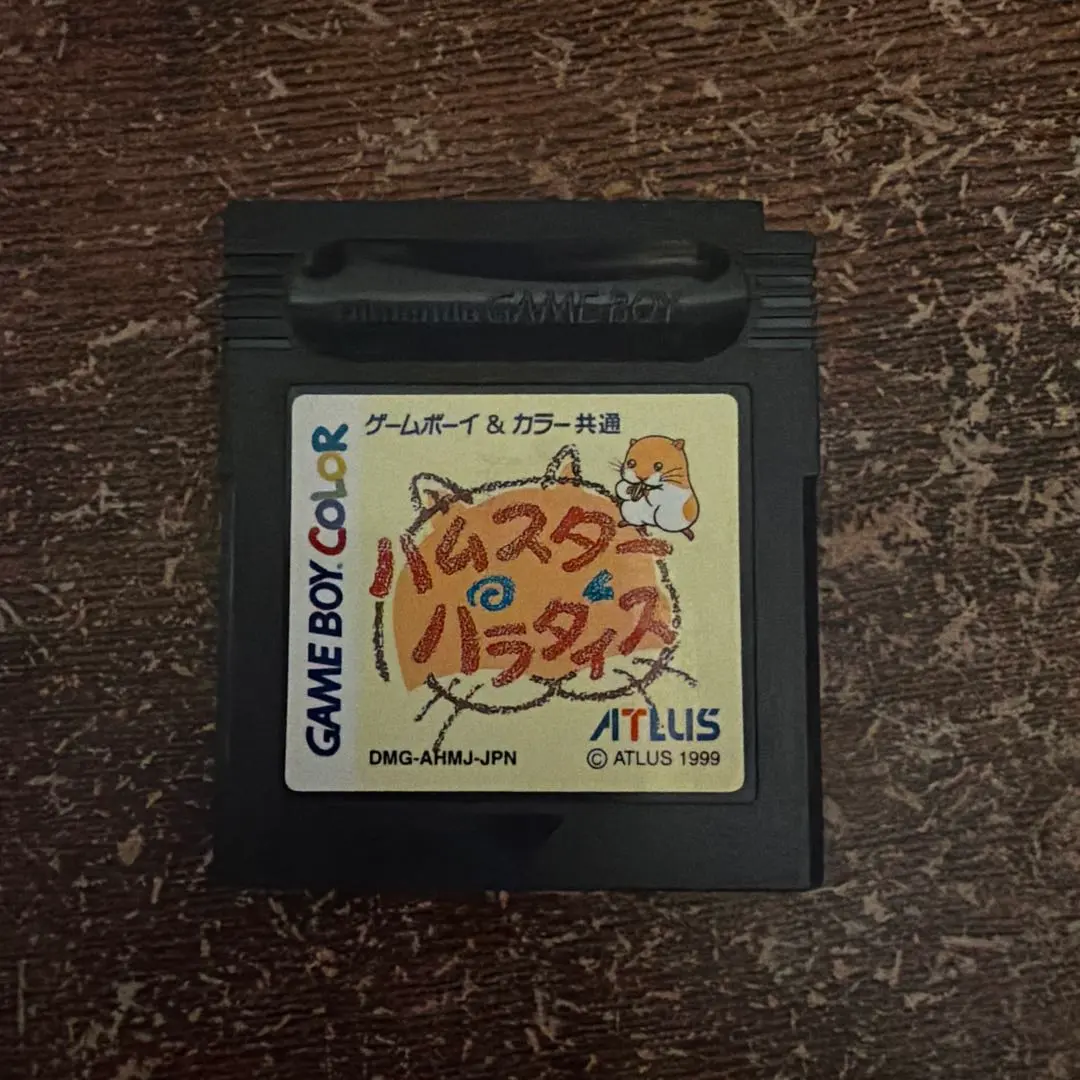 Nintendo GAME BOY
GAME BOY COLOR
ゲームボーイ & カラー共通
ハムスター
パラダイス
ATLUS
DMG-AHMJ-JPN
© ATLUS 1999